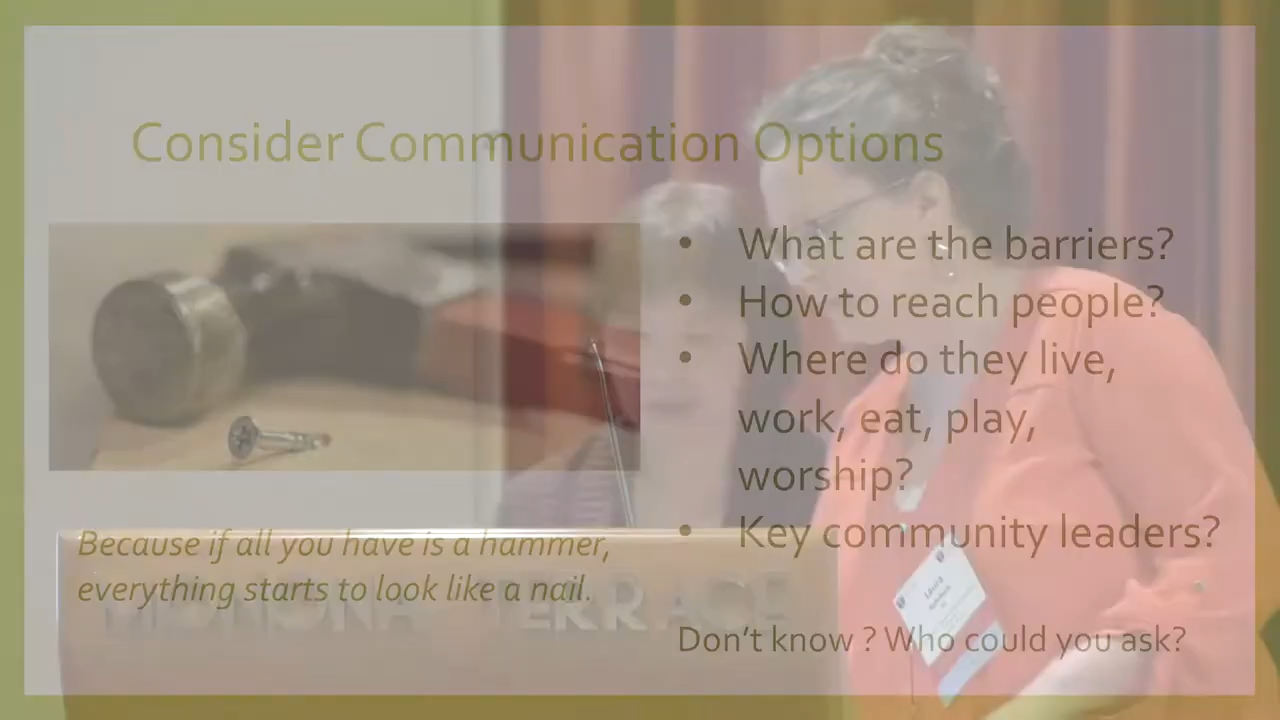 Consider Communication Options
• What are the barriers?
• How to reach people?
• Where do they live,
work, eat, play,
worship?
• Key community leaders?
Because if all you have is a hammer,
everything starts to look like a nail.
MONONA TERRACE
Don't know ? Who could you ask?